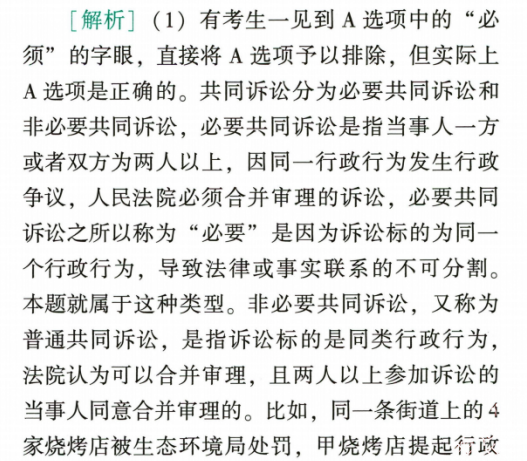 [解析] (1) 有考生一见到 A 选项中的“必
须”的字眼，直接将 A 选项予以排除，但实际上
A 选项是正确的。共同诉讼分为必要共同诉讼和
非必要共同诉讼，必要共同诉讼是指当事人一方
或者双方为两人以上，因同一行政行为发生行政
争议，人民法院必须合并审理的诉讼，必要共同
诉讼之所以称为“必要”是因为诉讼标的为同一
个行政行为，导致法律或事实联系的不可分割。
本题就属于这种类型。非必要共同诉讼，又称为
普通共同诉讼，是指诉讼标的是同类行政行为，
法院认为可以合并审理，且两人以上参加诉讼的
当事人同意合并审理的。比如，同一条街道上的 4
家烧烤店被生态环境局处罚，甲烧烤店提起行政